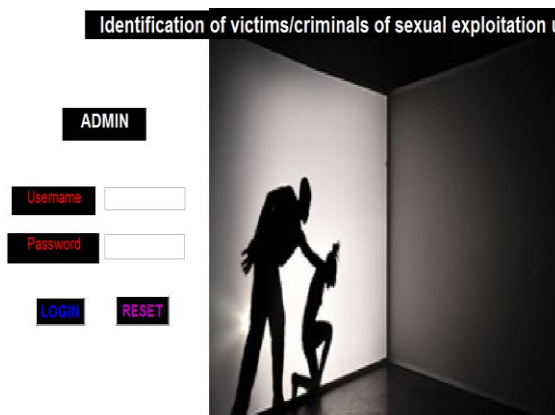 Identification of victims/criminals of sexual exploitation
ADMIN
Username
Password
LOGIN RESET